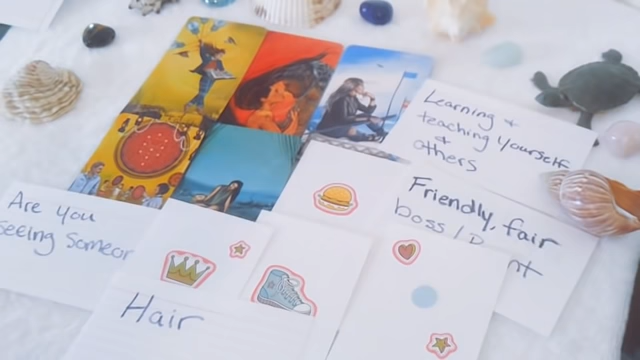 Learning +
teaching yourself
+
others
Friendly, fair
boss /
Are you
seeing
Hair